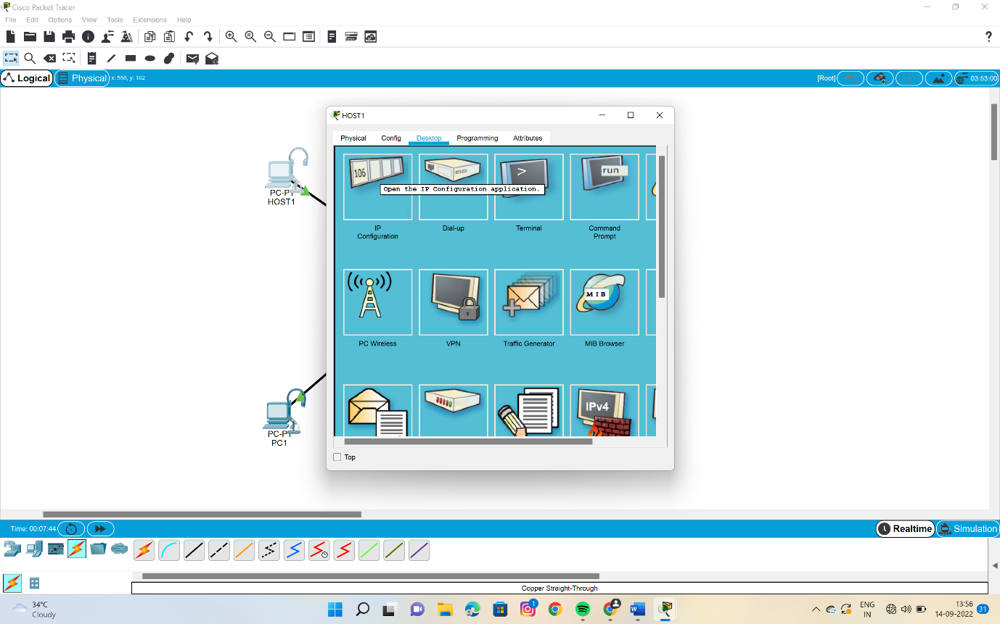 Cisco Packet Tracer
File Edit Options View Tools Extensions Help
Logical Physical x: 558, y: 162 [Root] 03:53:00
HOST1
Physical Config Desktop Programming Attributes
106
run
Open the IP Configuration application.
IP Configuration
Dial-up
Terminal
Command Prompt
PC-PT
HOST1
MIB
PC Wireless
VPN
Traffic Generator
MIB Browser
IPv4
PC-PT
PC1
Top
Time: 00:07:44
Realtime Simulation
Copper Straight-Through
34°C
Cloudy
1
ENG
IN
13:56
14-09-2022
31